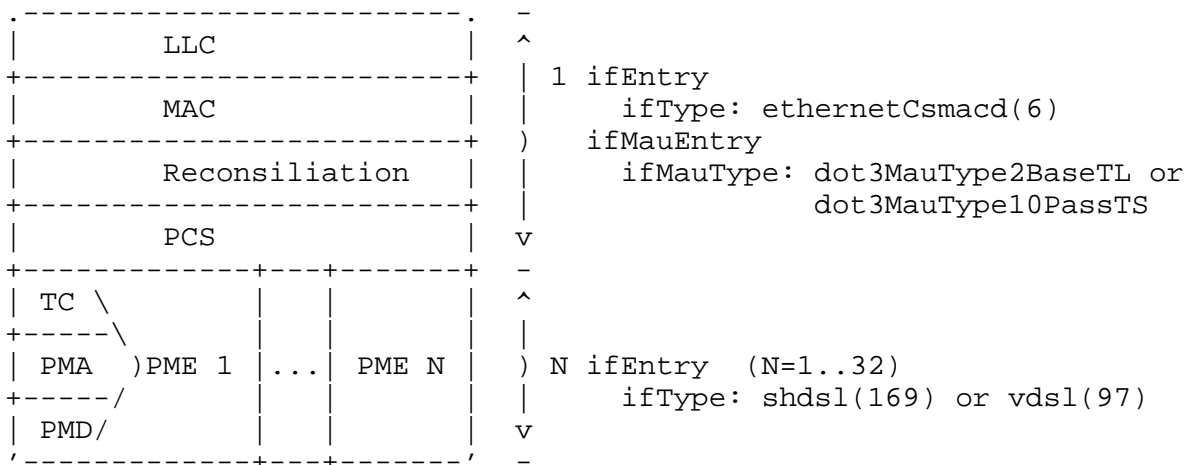 .-------------------------.  -
|        LLC              |  ^
+-------------------------+  | 1 ifEntry
|        MAC              |  |     ifType: ethernetCsmacd(6)
+-------------------------+  )   ifMauEntry
|        Reconsiliation   |  |     ifMauType: dot3MauType2BaseTL or
+-------------------------+  |                dot3MauType10PassTS
|        PCS              |  v
+-------------+---+-------+  -
| TC \        |   |       |  ^
+-----\       |   |       |  |
| PMA  )PME 1 |...| PME N |  ) N ifEntry  (N=1..32)
+-----/       |   |       |  |     ifType: shdsl(169) or vdsl(97)
| PMD/        |   |       |  v
'-------------+---+-------'  -